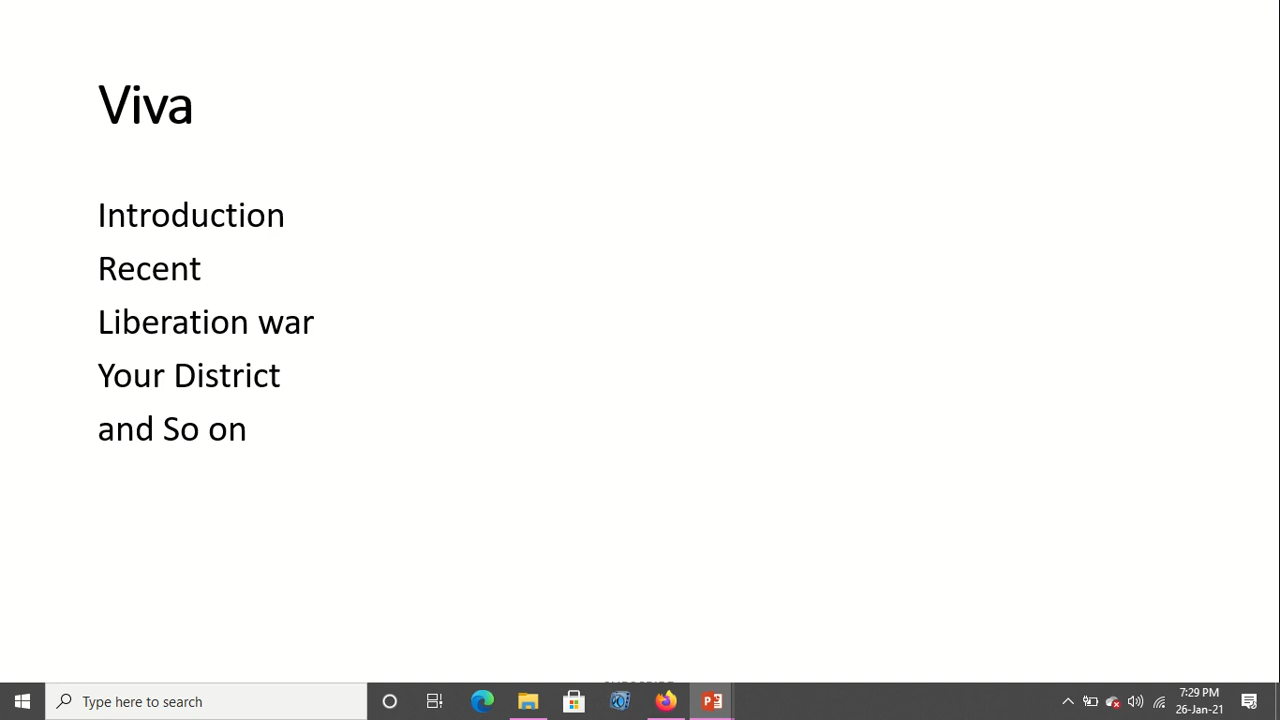 Viva
Introduction
Recent
Liberation war
Your District
and So on
Type here to search
7:29 PM
26-Jan-21